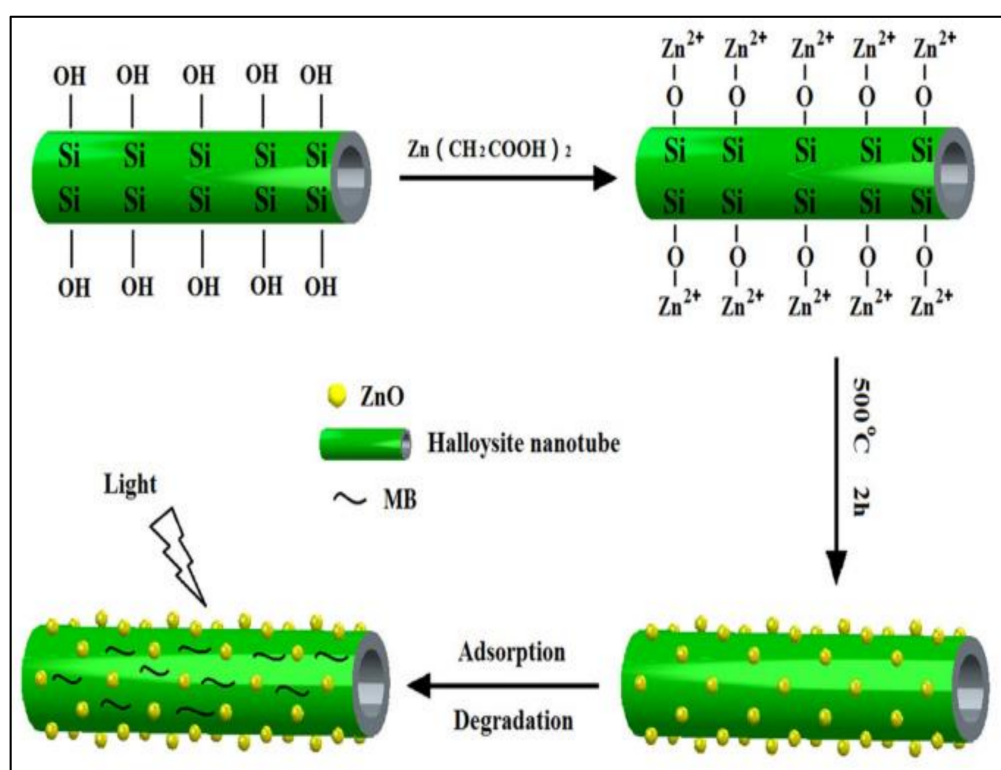 OH OH OH OH OH
Si Si Si Si Si
Si Si Si Si Si
OH OH OH OH OH
Zn ( CH₂COOH ) ₂
Zn²⁺ Zn²⁺ Zn²⁺ Zn²⁺ Zn²⁺
O O O O O
Si Si Si Si Si
Si Si Si Si Si
O O O O O
Zn²⁺ Zn²⁺ Zn²⁺ Zn²⁺ Zn²⁺
500°C 2h
ZnO
Halloysite nanotube
MB
Light
Adsorption
Degradation